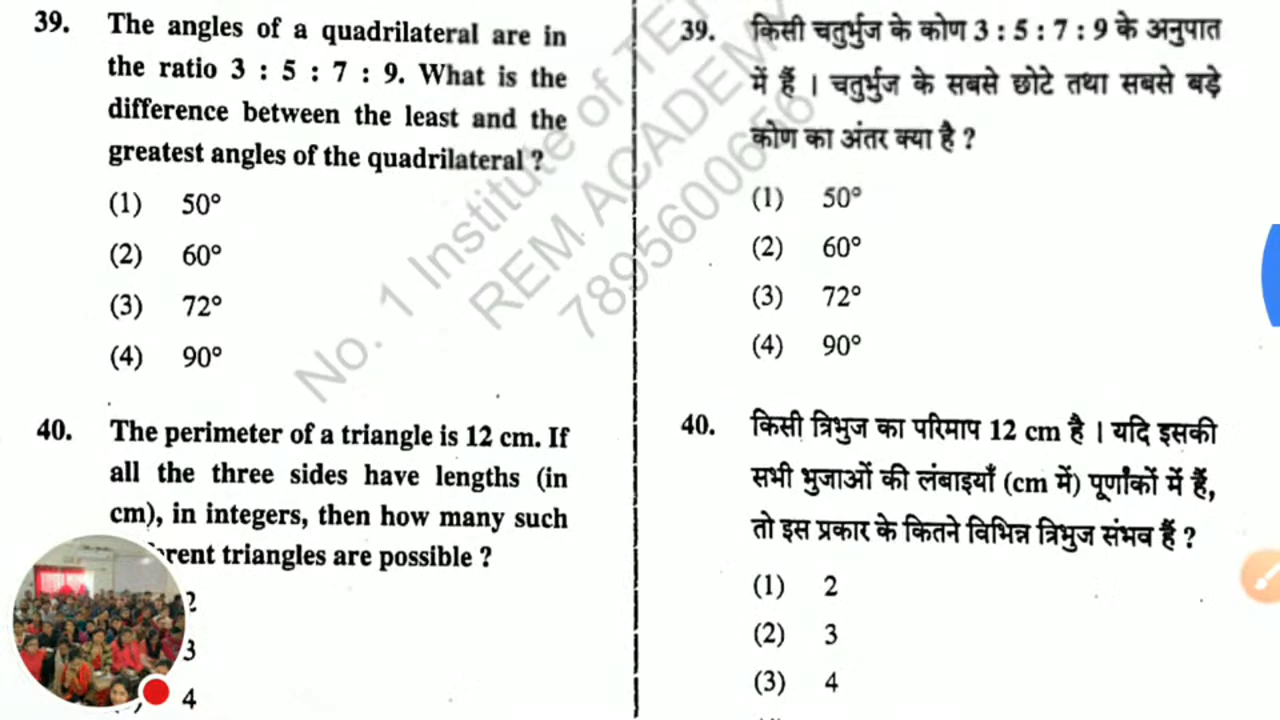 39. The angles of a quadrilateral are in
the ratio 3 : 5 : 7 : 9. What is the
difference between the least and the
greatest angles of the quadrilateral ?
(1) 50°
(2) 60°
(3) 72°
(4) 90°
40. The perimeter of a triangle is 12 cm. If
all the three sides have lengths (in
cm), in integers, then how many such
erent triangles are possible ?
2
3
4
39. किसी चतुर्भुज के कोण 3 : 5 : 7 : 9 के अनुपात
में हैं । चतुर्भुज के सबसे छोटे तथा सबसे बड़े
कोण का अंतर क्या है ?
(1) 50°
(2) 60°
(3) 72°
(4) 90°
40. किसी त्रिभुज का परिमाप 12 cm है । यदि इसकी
सभी भुजाओं की लंबाइयाँ (cm में) पूर्णांकों में हैं,
तो इस प्रकार के कितने विभिन्न त्रिभुज संभव हैं ?
(1) 2
(2) 3
(3) 4
No. 1 Institute of TET
REM ACADEMY
7895600656